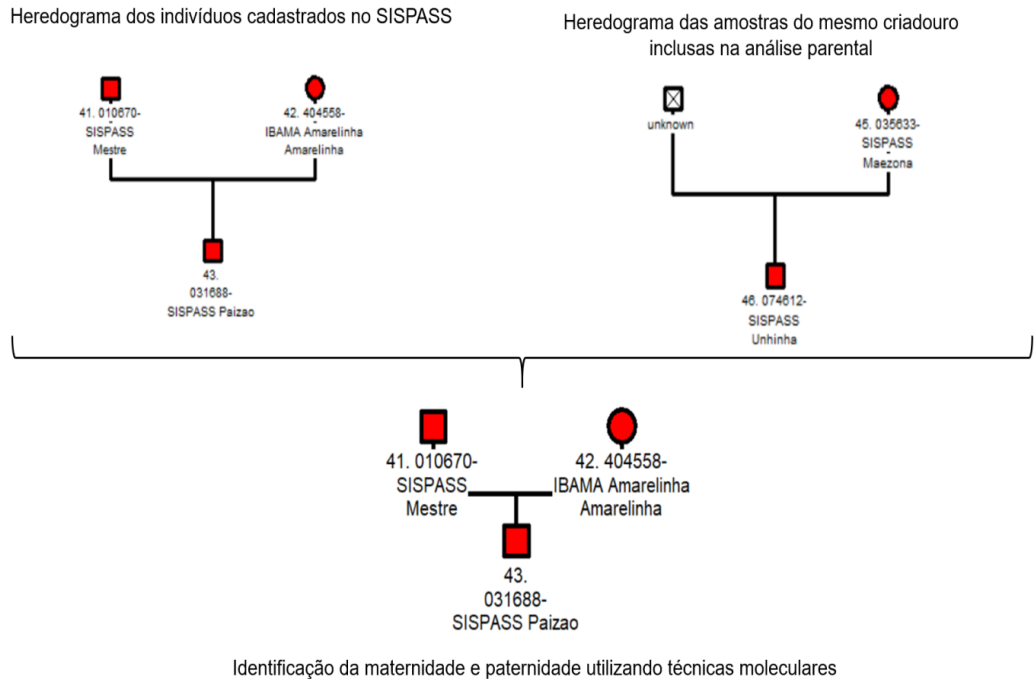 Heredograma dos indivíduos cadastrados no SISPASS
Heredograma das amostras do mesmo criadouro
inclusas na análise parental
41. 010670-
SISPASS
Mestre
42. 404558-
IBAMA Amarelinha
Amarelinha
43.
031688-
SISPASS Paizao
unknown
45. 035633-
SISPASS
Maezona
46. 074612-
SISPASS
Unhinha
41. 010670-
SISPASS
Mestre
42. 404558-
IBAMA Amarelinha
Amarelinha
43.
031688-
SISPASS Paizao
Identificação da maternidade e paternidade utilizando técnicas moleculares